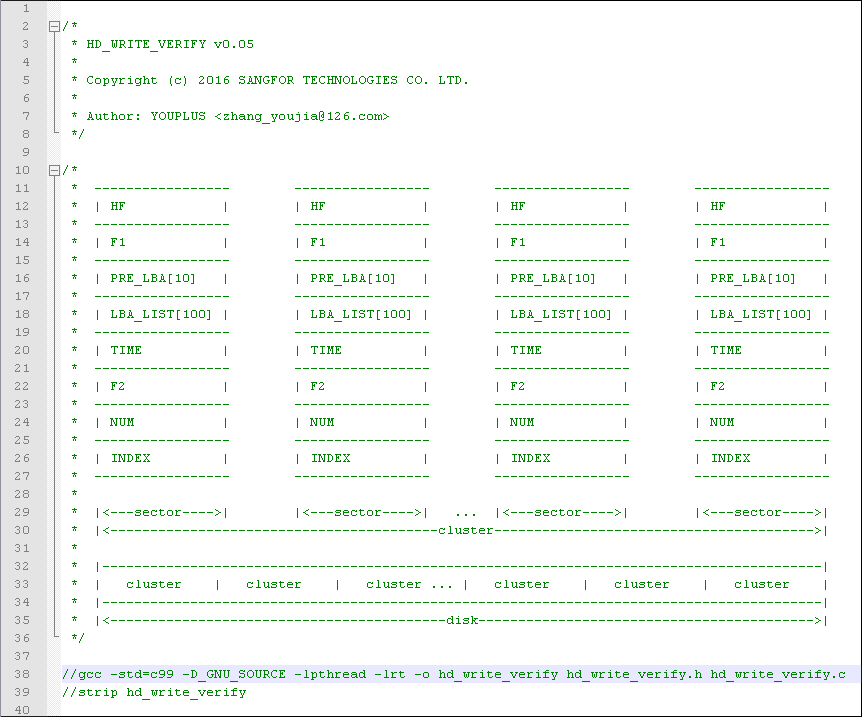 1
2 /*
3  * HD_WRITE_VERIFY v0.05
4  *
5  * Copyright (c) 2016 SANGFOR TECHNOLOGIES CO. LTD.
6  *
7  * Author: YOUPLUS <zhang_youjia@126.com>
8  */
9
10 /*
11  *  -----------------        -----------------        -----------------        -----------------
12  *  | HF            |        | HF            |        | HF            |        | HF            |
13  *  -----------------        -----------------        -----------------        -----------------
14  *  | F1            |        | F1            |        | F1            |        | F1            |
15  *  -----------------        -----------------        -----------------        -----------------
16  *  | PRE_LBA[10]   |        | PRE_LBA[10]   |        | PRE_LBA[10]   |        | PRE_LBA[10]   |
17  *  -----------------        -----------------        -----------------        -----------------
18  *  | LBA_LIST[100] |        | LBA_LIST[100] |        | LBA_LIST[100] |        | LBA_LIST[100] |
19  *  -----------------        -----------------        -----------------        -----------------
20  *  | TIME          |        | TIME          |        | TIME          |        | TIME          |
21  *  -----------------        -----------------        -----------------        -----------------
22  *  | F2            |        | F2            |        | F2            |        | F2            |
23  *  -----------------        -----------------        -----------------        -----------------
24  *  | NUM           |        | NUM           |        | NUM           |        | NUM           |
25  *  -----------------        -----------------        -----------------        -----------------
26  *  | INDEX         |        | INDEX         |        | INDEX         |        | INDEX         |
27  *  -----------------        -----------------        -----------------        -----------------
28  *
29  *  |<---sector---->|        |<---sector---->|   ...  |<---sector---->|        |<---sector---->|
30  *  |<-----------------------------------------cluster---------------------------------------->|
31  *
32  *  |------------------------------------------------------------------------------------------|
33  *  |   cluster    |   cluster    |   cluster ... |   cluster    |   cluster    |   cluster    |
34  *  |------------------------------------------------------------------------------------------|
35  *  |<------------------------------------------disk------------------------------------------>|
36  */
37
38 //gcc -std=c99 -D_GNU_SOURCE -lpthread -lrt -o hd_write_verify hd_write_verify.h hd_write_verify.c
39 //strip hd_write_verify
40